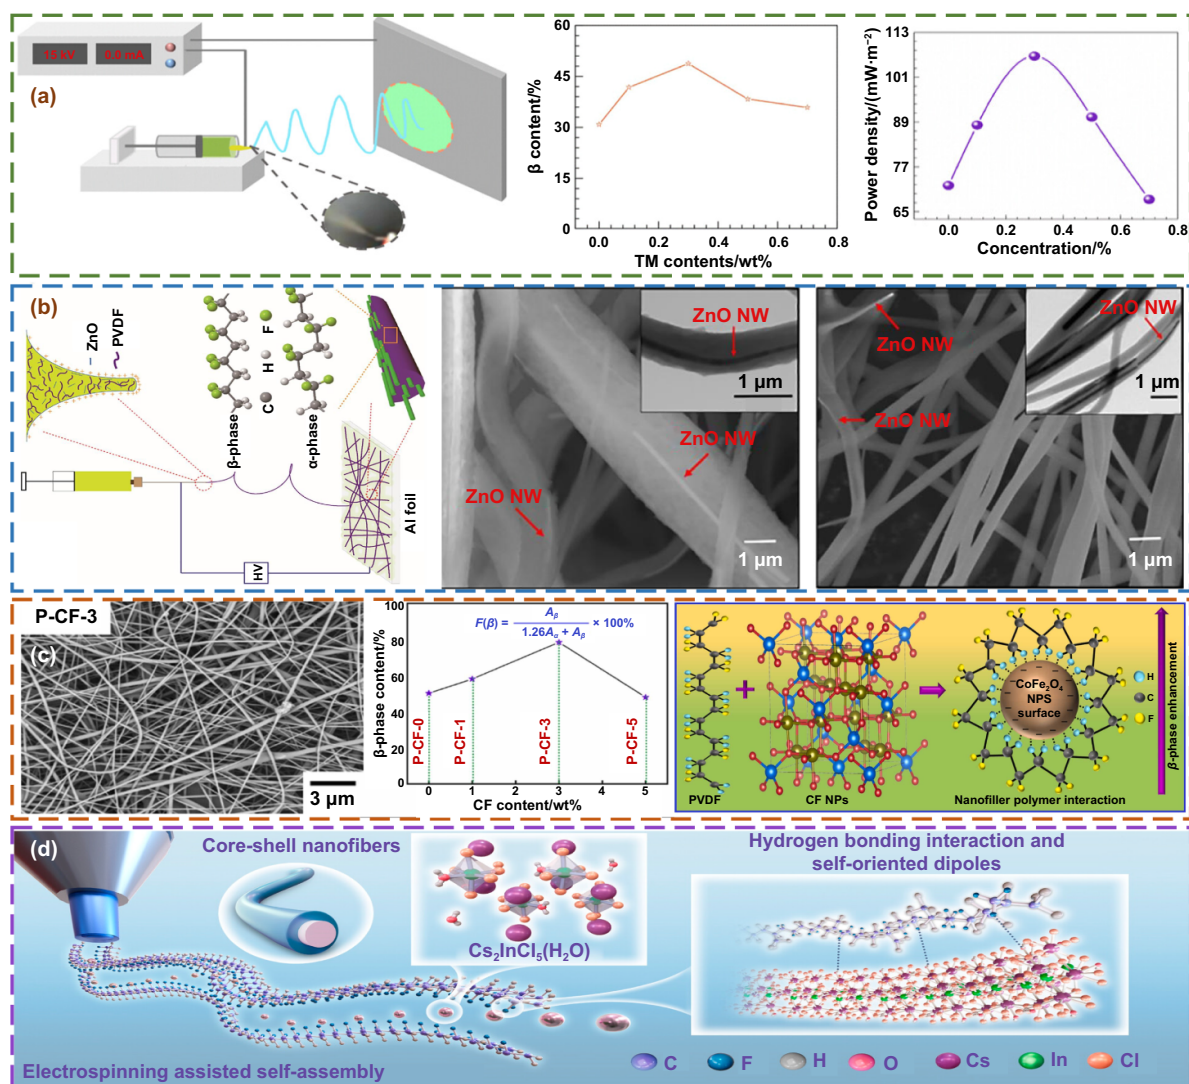 (a)
15 kV
0.0 mA
β content/%
60
45
30
15
0
0.0 0.2 0.4 0.6 0.8
TM contents/wt%
Power density/(mW·m⁻²)
113
101
89
77
65
0.0 0.2 0.4 0.6 0.8
Concentration/%
(b)
ZnO
PVDF
F
H
C
β-phase
α-phase
Al foil
HV
ZnO NW
1 μm
ZnO NW
ZnO NW
1 μm
ZnO NW
ZnO NW
1 μm
ZnO NW
1 μm
P-CF-3
(c)
3 μm
β-phase content/%
100
80
60
40
20
0
F(β) = Aβ / (1.26Aα + Aβ) × 100%
P-CF-0
P-CF-1
P-CF-3
P-CF-5
0 1 2 3 4 5
CF content/wt%
PVDF
+
CF NPs
CoFe₂O₄
NPS
surface
H
C
F
Nanofiller polymer interaction
β-phase enhancement
(d)
Core-shell nanofibers
Cs₂InCl₅(H₂O)
Hydrogen bonding interaction and
self-oriented dipoles
Electrospinning assisted self-assembly
C F H O Cs In Cl